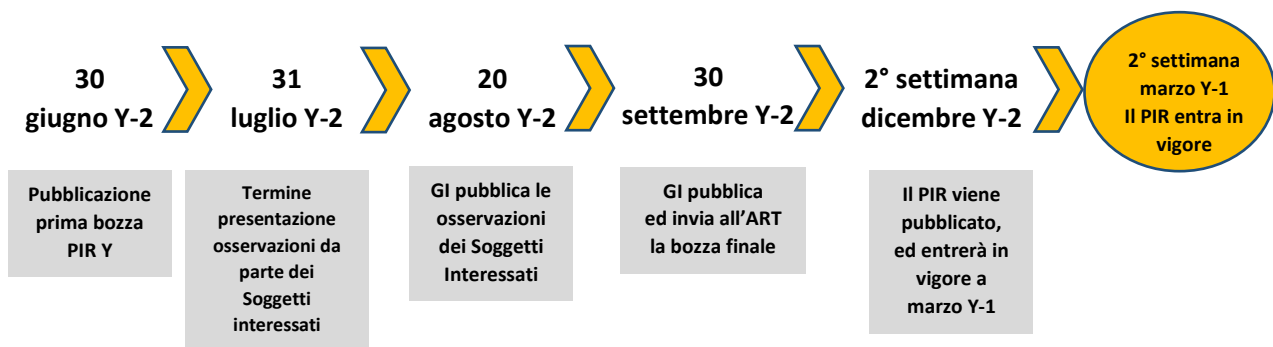 30
giugno Y-2
31
luglio Y-2
20
agosto Y-2
30
settembre Y-2
2° settimana
dicembre Y-2
2° settimana
marzo Y-1
Il PIR entra in
vigore
Pubblicazione
prima bozza
PIR Y
Termine
presentazione
osservazioni da
parte dei
Soggetti
interessati
GI pubblica le
osservazioni
dei Soggetti
Interessati
GI pubblica
ed invia all’ART
la bozza finale
Il PIR viene
pubblicato,
ed entrerà in
vigore a
marzo Y-1